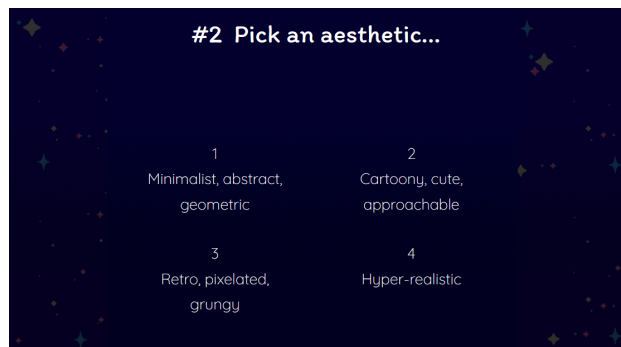 #2 Pick an aesthetic...
1
Minimalist, abstract,
geometric
2
Cartoony, cute,
approachable
3
Retro, pixelated,
grungy
4
Hyper-realistic